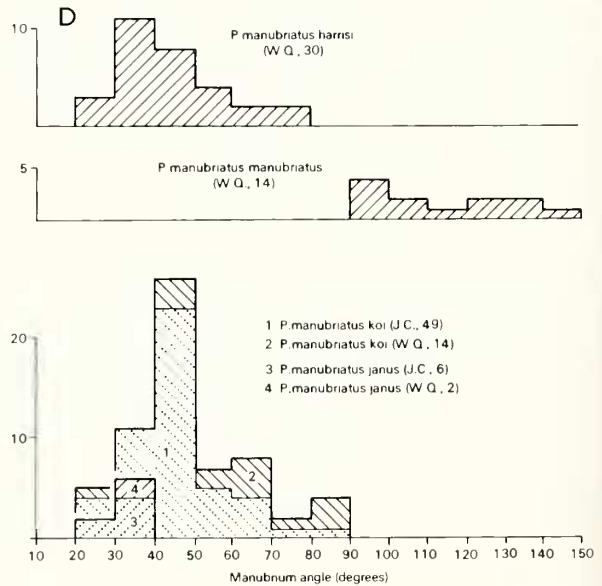 D
10
P manubriatus harrisi
(W Q , 30)
5
P manubriatus manubriatus
(W Q. , 14)
20
10
1 P.manubriatus koi (J.C., 49)
2 P.manubriatus koi (W Q , 14)
3 P.manubriatus janus (J.C , 6)
4 P.manubriatus janus (W Q , 2)
1
2
4
3
10 20 30 40 50 60 70 80 90 100 110 120 130 140 150
Manubnum angle (degrees)